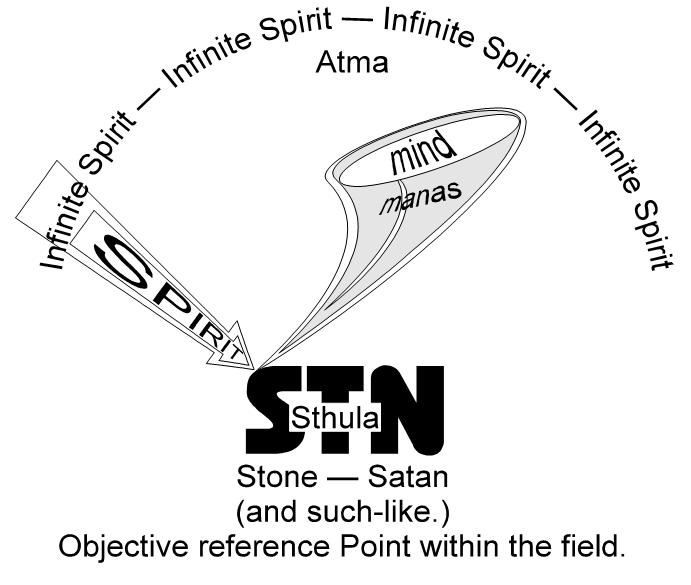 Infinite Spirit — Infinite Spirit — Infinite Spirit — Infinite Spirit
Atma
mind
manas
SPIRIT
STN
Sthula
Stone — Satan
(and such-like.)
Objective reference Point within the field.